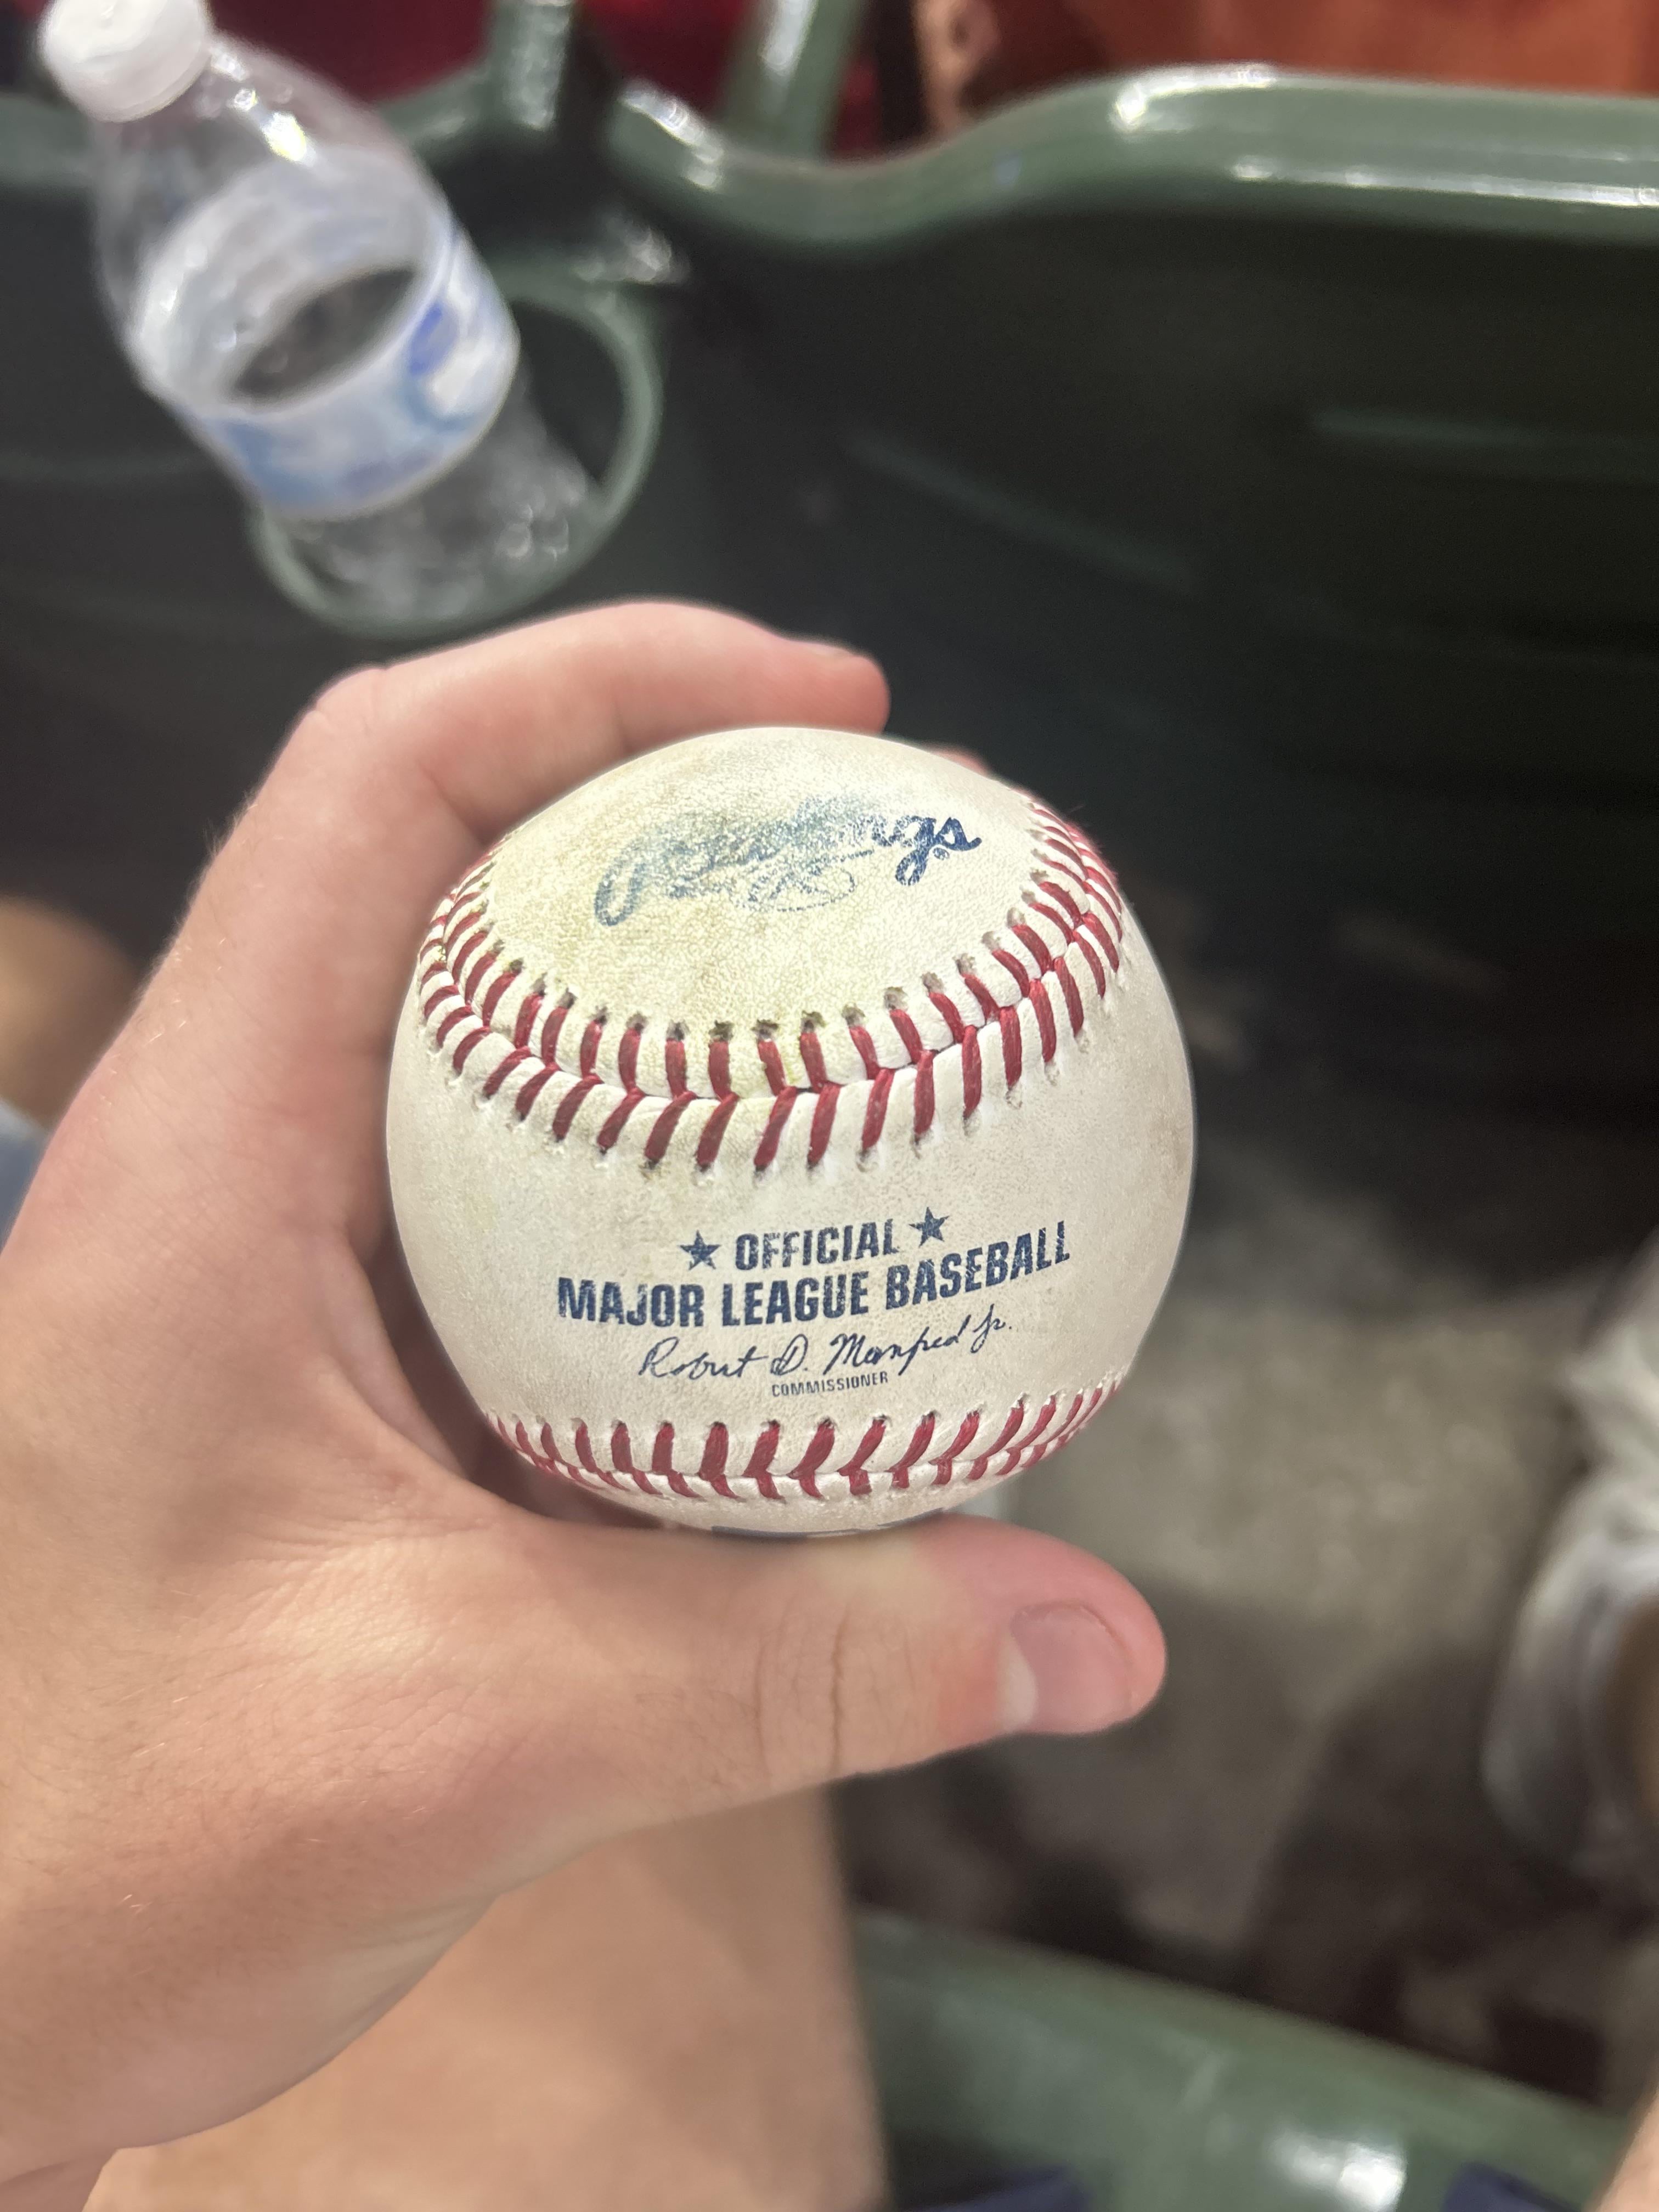 Rawlings
★ OFFICIAL ★
MAJOR LEAGUE BASEBALL
Robert D. Manfred Jr.
COMMISSIONER